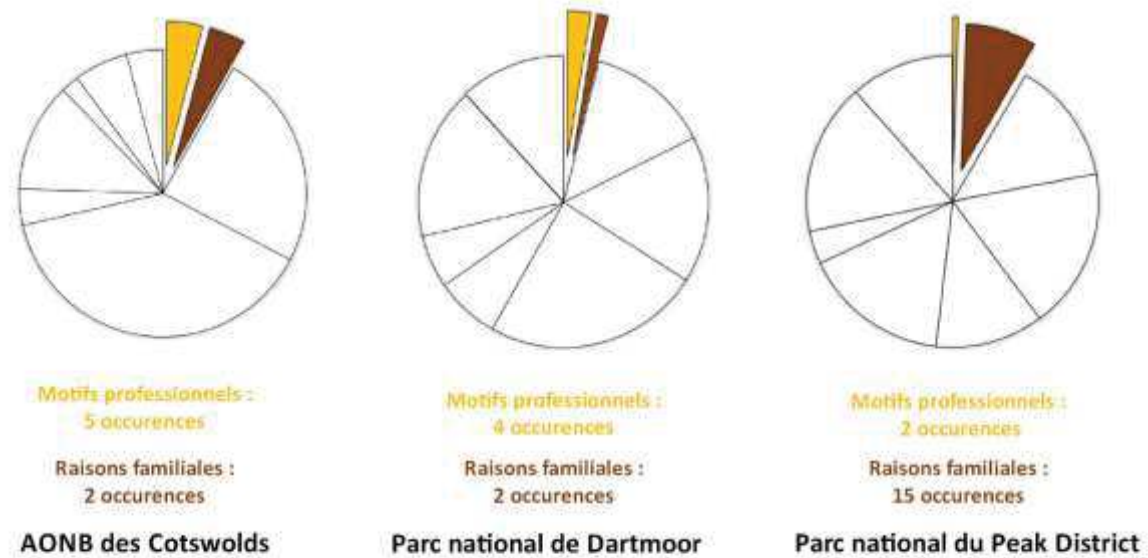 Motifs professionnels :
5 occurences
Raisons familiales :
2 occurences
AONB des Cotswolds
Motifs professionnels :
4 occurences
Raisons familiales :
2 occurences
Parc national de Dartmoor
Motifs professionnels :
2 occurences
Raisons familiales :
15 occurences
Parc national du Peak District